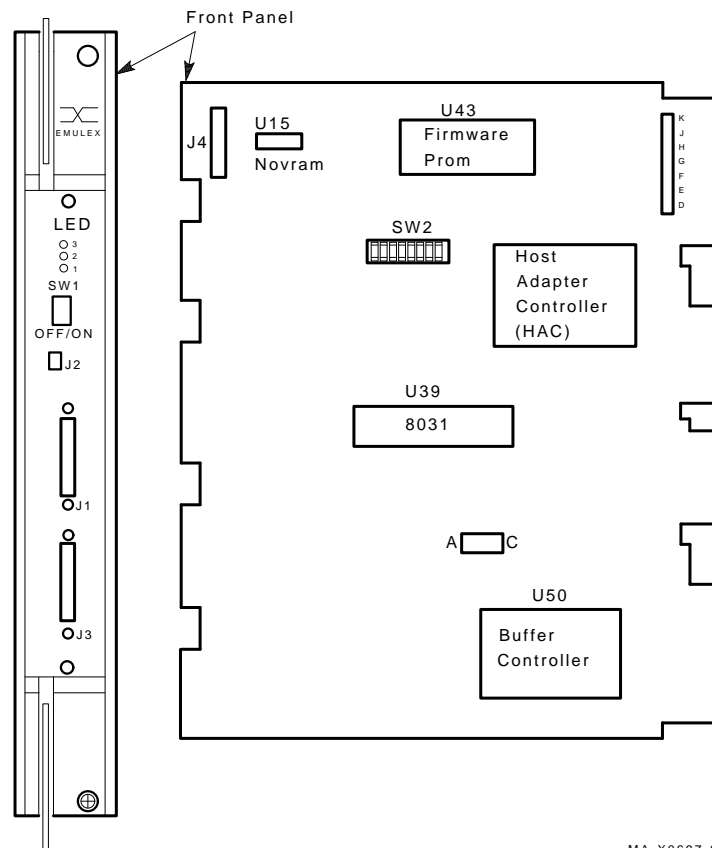 Front Panel
EMULEX
LED
3
2
1
SW1
OFF/ON
J2
J1
J3
J4
U15
Novram
U43
Firmware
Prom
K
J
H
G
F
E
D
SW2
Host
Adapter
Controller
(HAC)
U39
8031
A
C
U50
Buffer
Controller